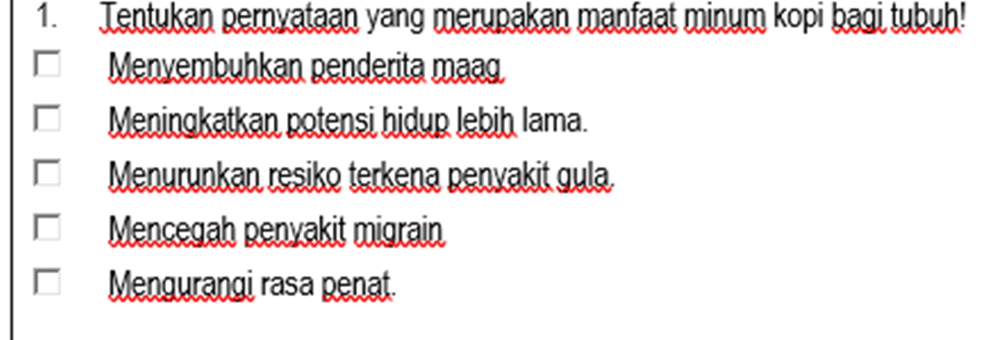 1. Tentukan pernyataan yang merupakan manfaat minum kopi bagi tubuh!
Menyembuhkan penderita maag
Meningkatkan potensi hidup lebih lama.
Menurunkan resiko terkena penyakit gula.
Mencegah penyakit migrain
Mengurangi rasa penat.